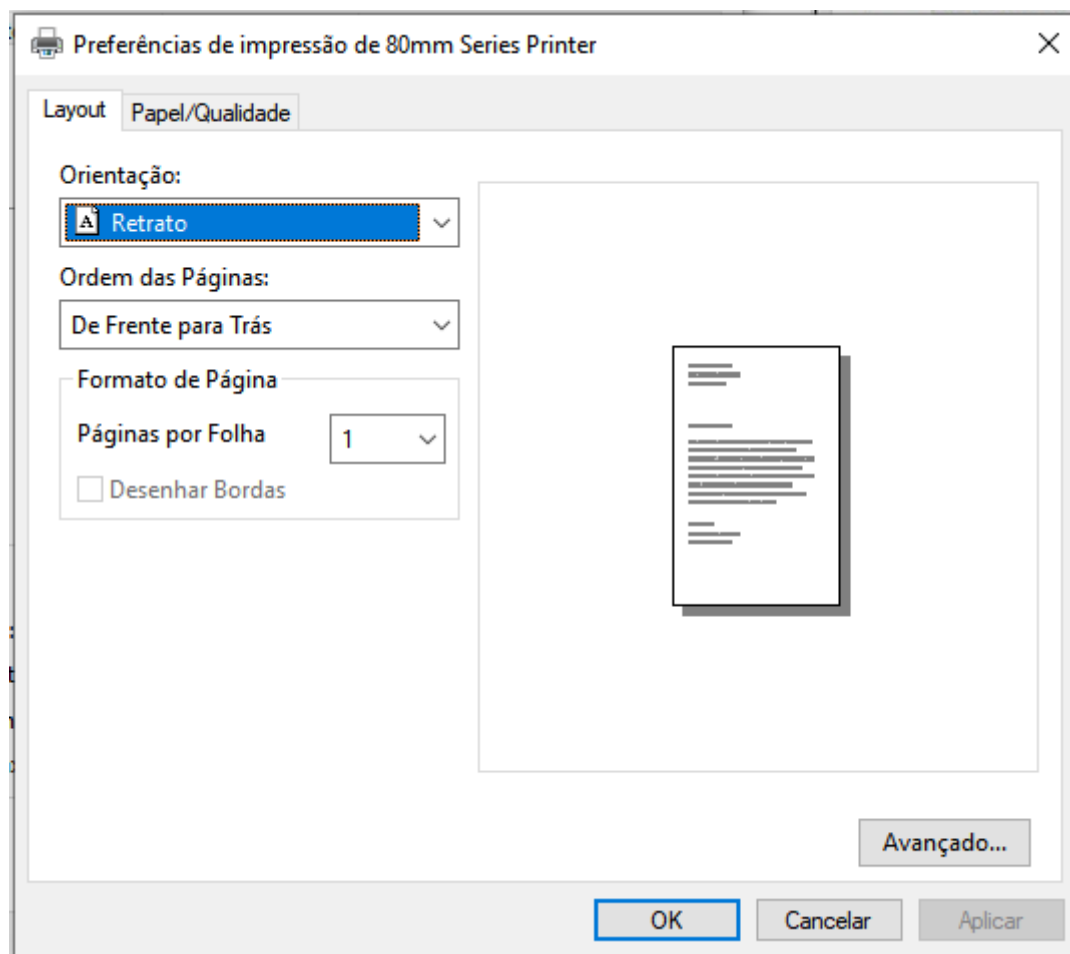 Preferências de impressão de 80mm Series Printer
Layout
Papel/Qualidade
Orientação:
A Retrato
Ordem das Páginas:
De Frente para Trás
Formato de Página
Páginas por Folha
1
Desenhar Bordas
Avançado...
OK
Cancelar
Aplicar